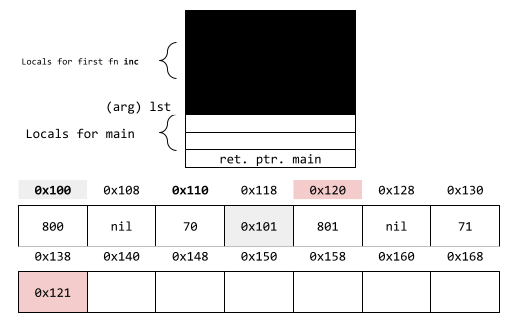 Locals for first fn inc
(arg) lst
Locals for main
ret. ptr. main
0x100 0x108 0x110 0x118 0x120 0x128 0x130
800 nil 70 0x101 801 nil 71
0x138 0x140 0x148 0x150 0x158 0x160 0x168
0x121